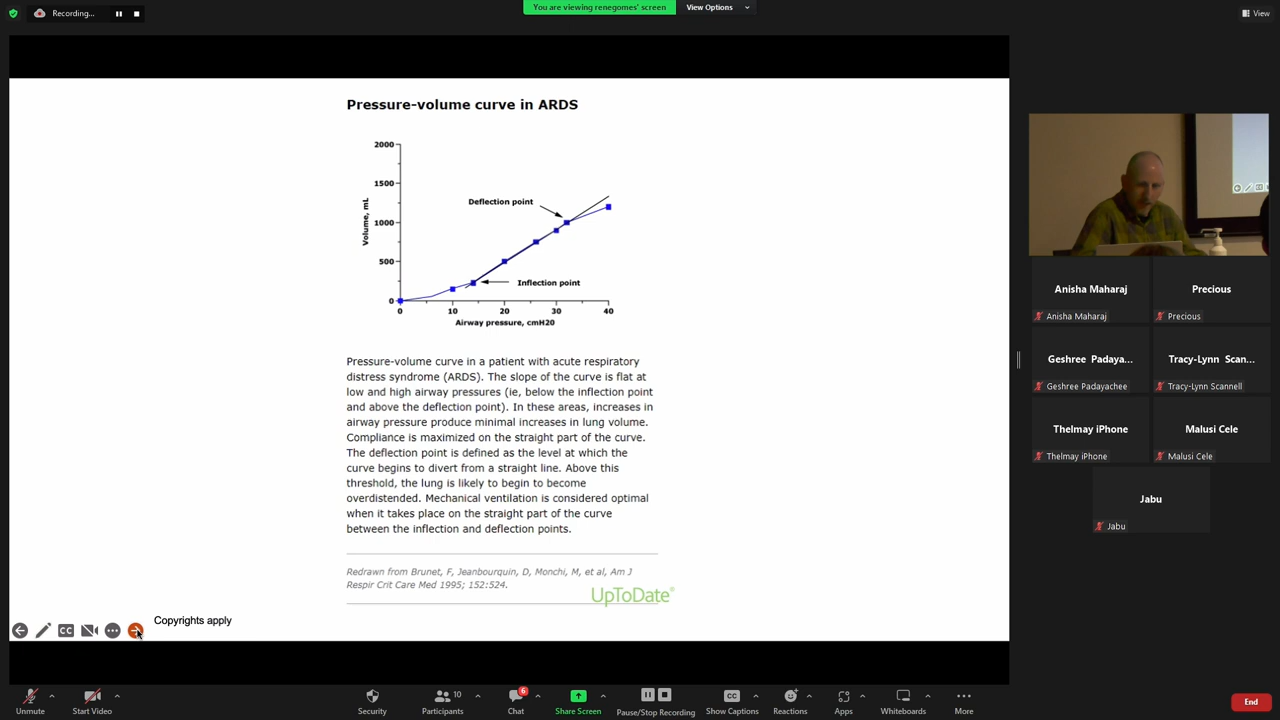 Recording...
You are viewing renegomes' screen
View Options
View
Pressure-volume curve in ARDS
2000
1500
1000
500
0
Volume, mL
Deflection point
Inflection point
0
10
20
30
40
Airway pressure, cmH20
Pressure-volume curve in a patient with acute respiratory
distress syndrome (ARDS). The slope of the curve is flat at
low and high airway pressures (ie, below the inflection point
and above the deflection point). In these areas, increases in
airway pressure produce minimal increases in lung volume.
Compliance is maximized on the straight part of the curve.
The deflection point is defined as the level at which the
curve begins to divert from a straight line. Above this
threshold, the lung is likely to begin to become
overdistended. Mechanical ventilation is considered optimal
when it takes place on the straight part of the curve
between the inflection and deflection points.
Redrawn from Brunet, F, Jeanbourquin, D, Monchi, M, et al, Am J
Respir Crit Care Med 1995; 152:524.
UpToDate®
CC
Copyrights apply
Anisha Maharaj
Anisha Maharaj
Precious
Precious
Geshree Padaya...
Geshree Padayachee
Tracy-Lynn Scan...
Tracy-Lynn Scannell
Thelmay iPhone
Thelmay iPhone
Malusi Cele
Malusi Cele
Jabu
Jabu
Unmute
Start Video
Security
10
Participants
6
Chat
Share Screen
Pause/Stop Recording
CC
Show Captions
Reactions
Apps
Whiteboards
More
End